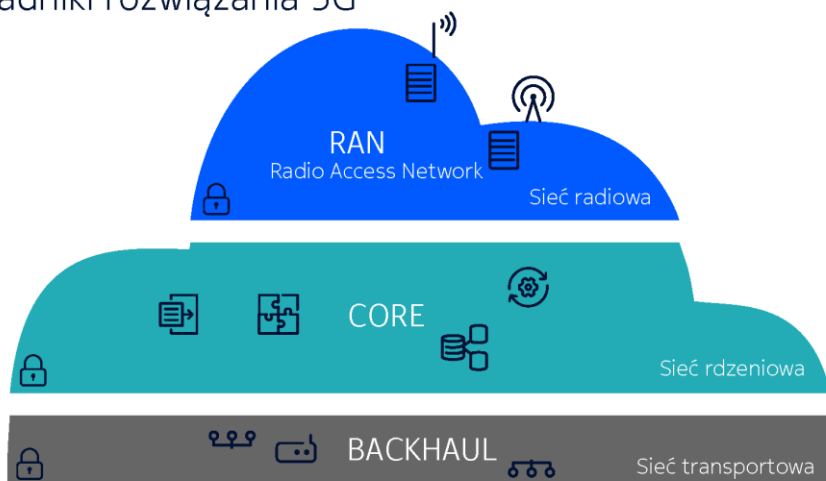 rozwiązania 5G
RAN
Radio Access Network
Sieć radiowa
CORE
Sieć rdzeniowa
BACKHAUL
Sieć transportowa